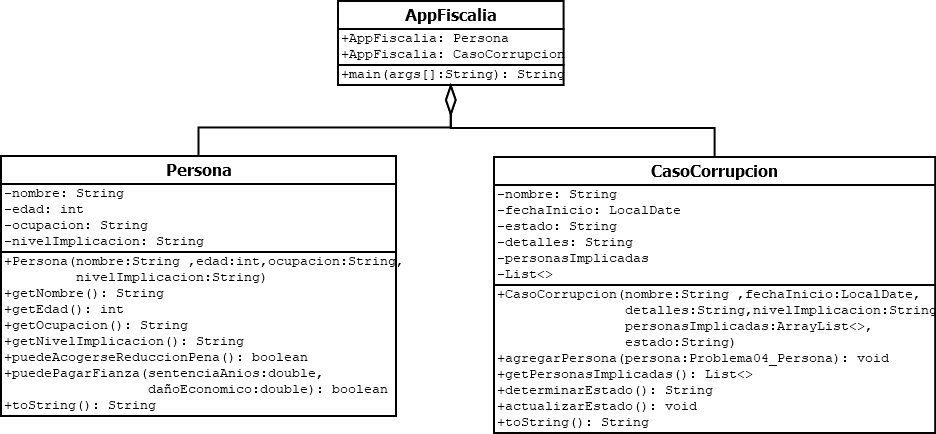 AppFiscalia
+AppFiscalia: Persona
+AppFiscalia: CasoCorrupcion
+main(args[]:String): String
Persona
-nombre: String
-edad: int
-ocupacion: String
-nivelImplicacion: String
+Persona(nombre:String ,edad:int,ocupacion:String,
nivelImplicacion:String)
+getNombre(): String
+getEdad(): int
+getOcupacion(): String
+getNivelImplicacion(): String
+puedeAcogerseReduccionPena(): boolean
+puedePagarFianza(sentenciaAnios:double,
dañoEconomico:double): boolean
+toString(): String
CasoCorrupcion
-nombre: String
-fechaInicio: LocalDate
-estado: String
-detalles: String
-personasImplicadas
-List<>
+CasoCorrupcion(nombre:String ,fechaInicio:LocalDate,
detalles:String,nivelImplicacion:String
personasImplicadas:ArrayList<>,
estado:String)
+agregarPersona(persona:Problema04_Persona): void
+getPersonasImplicadas(): List<>
+determinarEstado(): String
+actualizarEstado(): void
+toString(): String